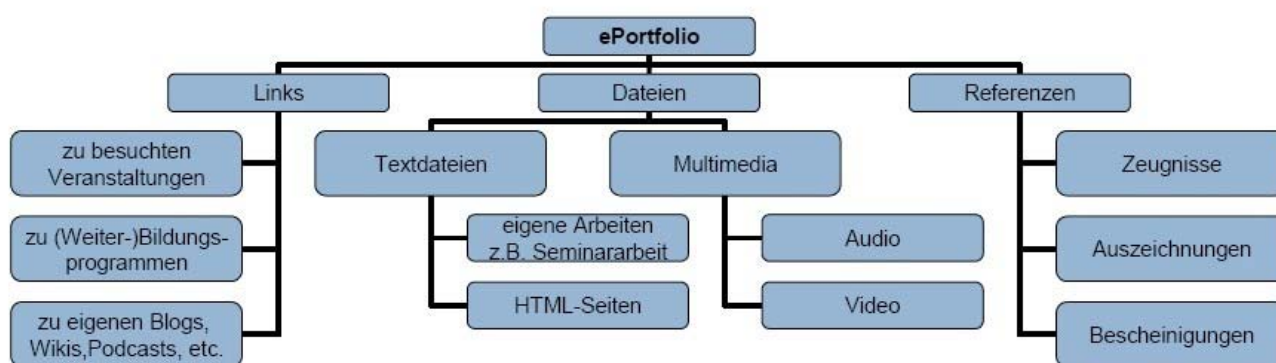 ePortfolio
Links
Dateien
Referenzen
zu besuchten
Veranstaltungen
zu (Weiter-)Bildungs-
programmen
zu eigenen Blogs,
Wikis,Podcasts, etc.
Textdateien
eigene Arbeiten
z.B. Seminararbeit
HTML-Seiten
Multimedia
Audio
Video
Zeugnisse
Auszeichnungen
Bescheinigungen